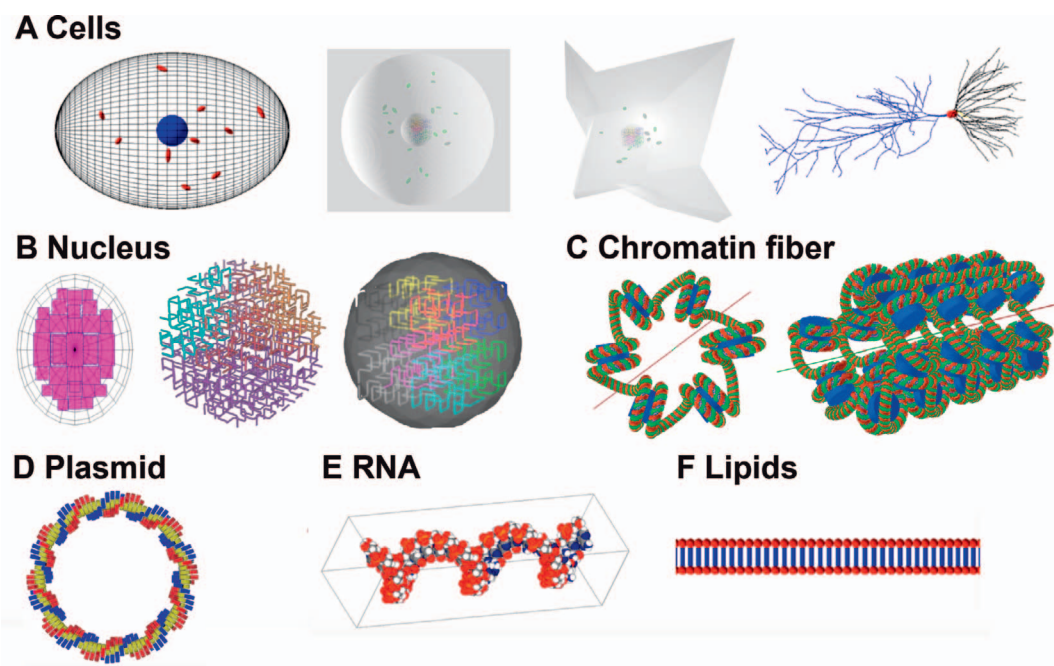 A Cells
B Nucleus
C Chromatin fiber
D Plasmid
E RNA
F Lipids